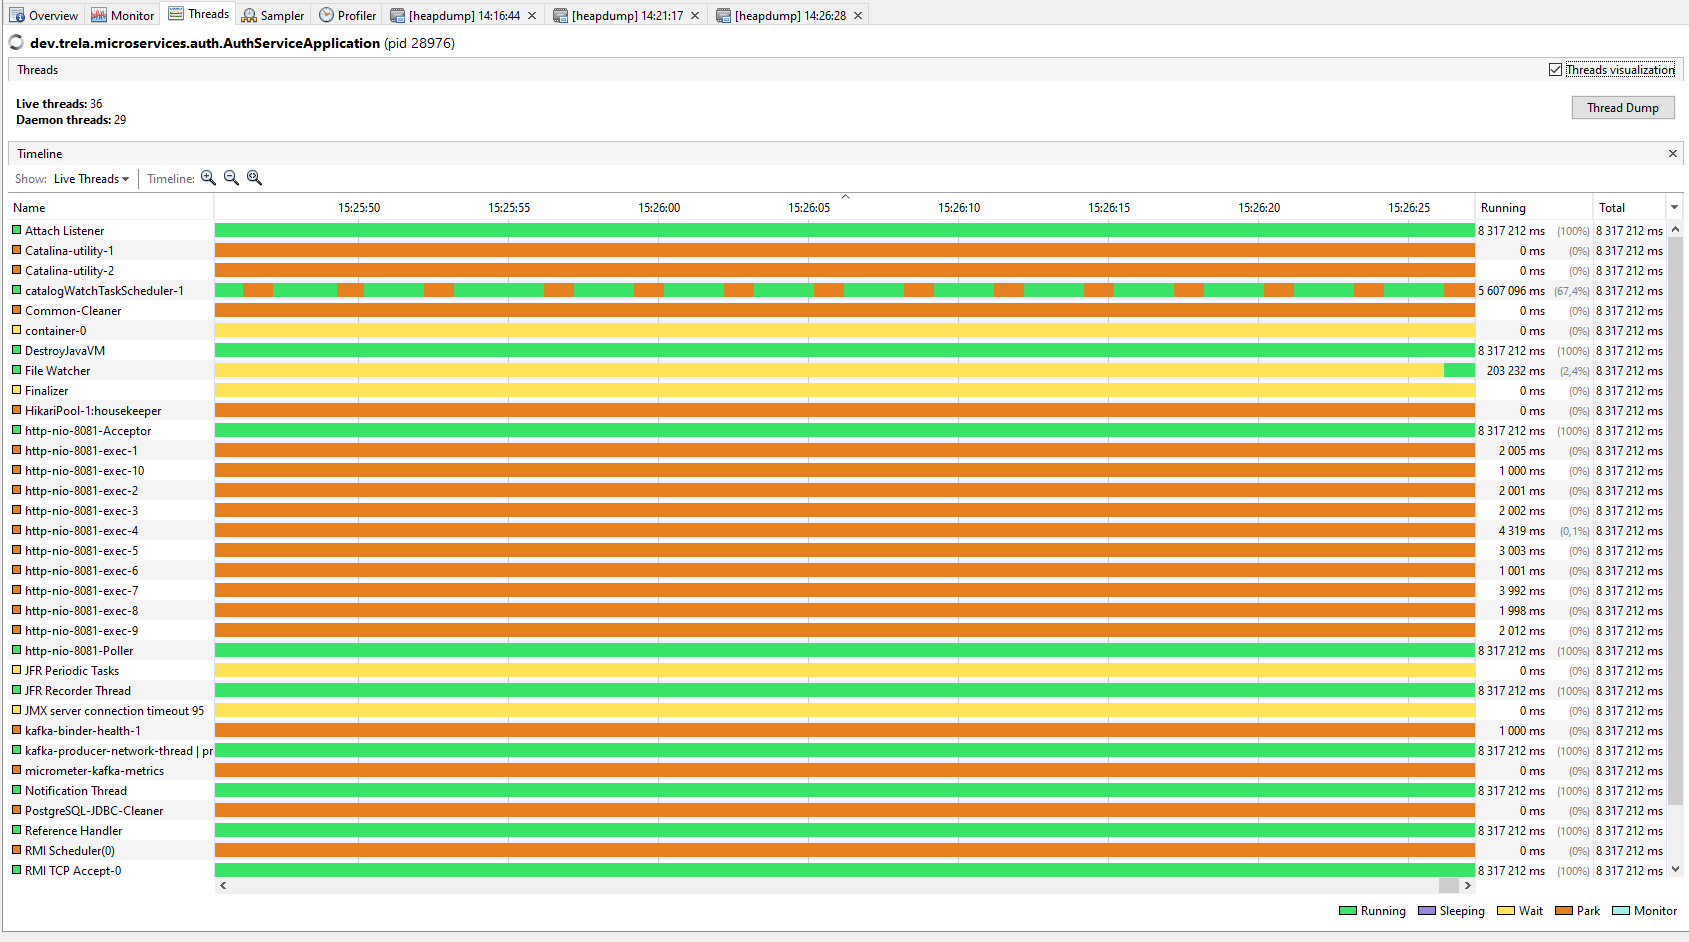 Overview Monitor Threads Sampler Profiler [heapdump] 14:16:44 [heapdump] 14:21:17 [heapdump] 14:26:28
dev.trela.microservices.auth.AuthServiceApplication (pid 28976)
Threads Threads visualization
Live threads: 36
Daemon threads: 29
Thread Dump
Timeline
Show: Live Threads Timeline:
Name 15:25:50 15:25:55 15:26:00 15:26:05 15:26:10 15:26:15 15:26:20 15:26:25 Running Total
Attach Listener 8 317 212 ms (100%) 8 317 212 ms
Catalina-utility-1 0 ms (0%) 8 317 212 ms
Catalina-utility-2 0 ms (0%) 8 317 212 ms
catalogWatchTaskScheduler-1 5 607 096 ms (67,4%) 8 317 212 ms
Common-Cleaner 0 ms (0%) 8 317 212 ms
container-0 0 ms (0%) 8 317 212 ms
DestroyJavaVM 8 317 212 ms (100%) 8 317 212 ms
File Watcher 203 232 ms (2,4%) 8 317 212 ms
Finalizer 0 ms (0%) 8 317 212 ms
HikariPool-1:housekeeper 0 ms (0%) 8 317 212 ms
http-nio-8081-Acceptor 8 317 212 ms (100%) 8 317 212 ms
http-nio-8081-exec-1 2 005 ms (0%) 8 317 212 ms
http-nio-8081-exec-10 1 000 ms (0%) 8 317 212 ms
http-nio-8081-exec-2 2 001 ms (0%) 8 317 212 ms
http-nio-8081-exec-3 2 002 ms (0%) 8 317 212 ms
http-nio-8081-exec-4 4 319 ms (0,1%) 8 317 212 ms
http-nio-8081-exec-5 3 003 ms (0%) 8 317 212 ms
http-nio-8081-exec-6 1 001 ms (0%) 8 317 212 ms
http-nio-8081-exec-7 3 992 ms (0%) 8 317 212 ms
http-nio-8081-exec-8 1 998 ms (0%) 8 317 212 ms
http-nio-8081-exec-9 2 012 ms (0%) 8 317 212 ms
http-nio-8081-Poller 8 317 212 ms (100%) 8 317 212 ms
JFR Periodic Tasks 0 ms (0%) 8 317 212 ms
JFR Recorder Thread 8 317 212 ms (100%) 8 317 212 ms
JMX server connection timeout 95 0 ms (0%) 8 317 212 ms
kafka-binder-health-1 1 000 ms (0%) 8 317 212 ms
kafka-producer-network-thread | pr 8 317 212 ms (100%) 8 317 212 ms
micrometer-kafka-metrics 0 ms (0%) 8 317 212 ms
Notification Thread 8 317 212 ms (100%) 8 317 212 ms
PostgreSQL-JDBC-Cleaner 0 ms (0%) 8 317 212 ms
Reference Handler 8 317 212 ms (100%) 8 317 212 ms
RMI Scheduler(0) 0 ms (0%) 8 317 212 ms
RMI TCP Accept-0 8 317 212 ms (100%) 8 317 212 ms
Running Sleeping Wait Park Monitor